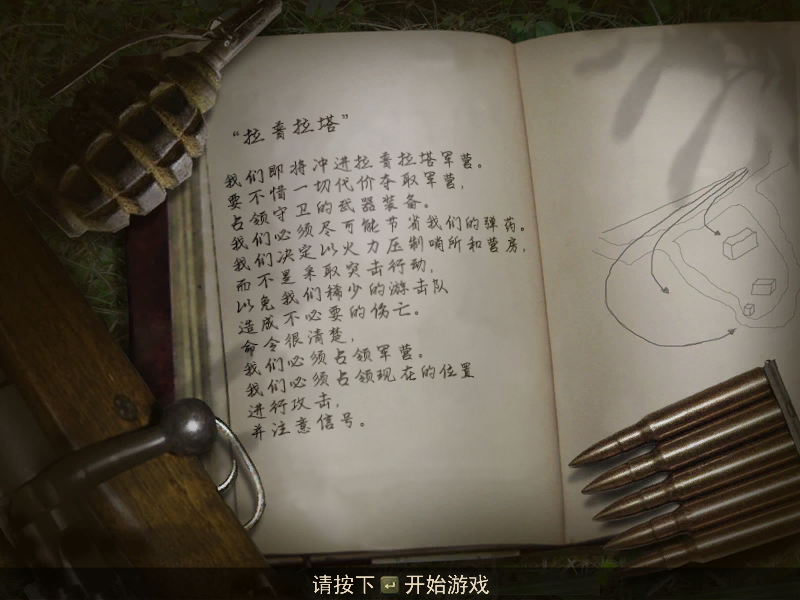 “拉普拉塔”
我们即将冲进拉普拉塔军营。
要不惜一切代价夺取军营，
占领守卫的武器装备。
我们必须尽可能节省我们的弹药。
我们决定以火力压制哨所和营房，
而不是采取突击行动，
以免我们稀少的游击队
造成不必要的伤亡。
命令很清楚，
我们必须占领军营。
我们必须占领现在的位置
进行攻击，
并注意信号。
请按下 ↵ 开始游戏